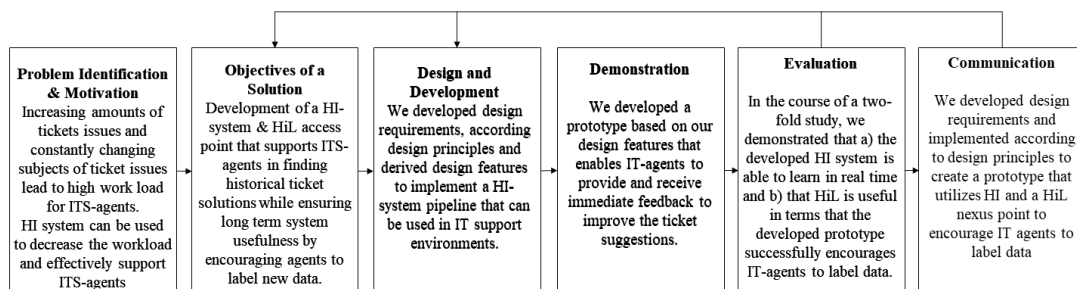 Problem Identification
& Motivation
Increasing amounts of
tickets issues and
constantly changing
subjects of ticket issues
lead to high work load
for ITS-agents.
HI system can be used
to decrease the workload
and effectively support
ITS-agents
Objectives of a
Solution
Development of a HI-
system & HiL access
point that supports ITS-
agents in finding
historical ticket
solutions while ensuring
long term system
usefulness by
encouraging agents to
label new data.
Design and
Development
We developed design
requirements, according
design principles and
derived design features
to implement a HI-
system pipeline that can
be used in IT support
environments.
Demonstration
We developed a
prototype based on our
design features that
enables IT-agents to
provide and receive
immediate feedback to
improve the ticket
suggestions.
Evaluation
In the course of a two-
fold study, we
demonstrated that a) the
developed HI system is
able to learn in real time
and b) that HiL is useful
in terms that the
developed prototype
successfully encourages
IT-agents to label data.
Communication
We developed design
requirements and
implemented according
to design principles to
create a prototype that
utilizes HI and a HiL
nexus point to
encourage IT agents to
label data